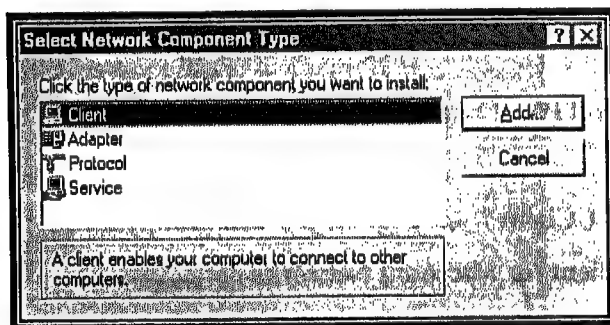 Select Network Component Type
Click the type of network component you want to install:
Client
Adapter
Protocol
Service
Add...
Cancel
A client enables your computer to connect to other
computers.